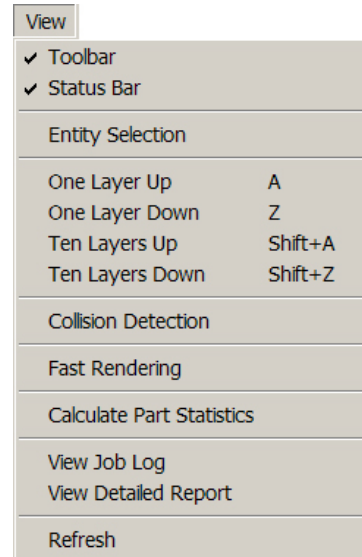 View
Toolbar
Status Bar
Entity Selection
One Layer Up A
One Layer Down Z
Ten Layers Up Shift+A
Ten Layers Down Shift+Z
Collision Detection
Fast Rendering
Calculate Part Statistics
View Job Log
View Detailed Report
Refresh